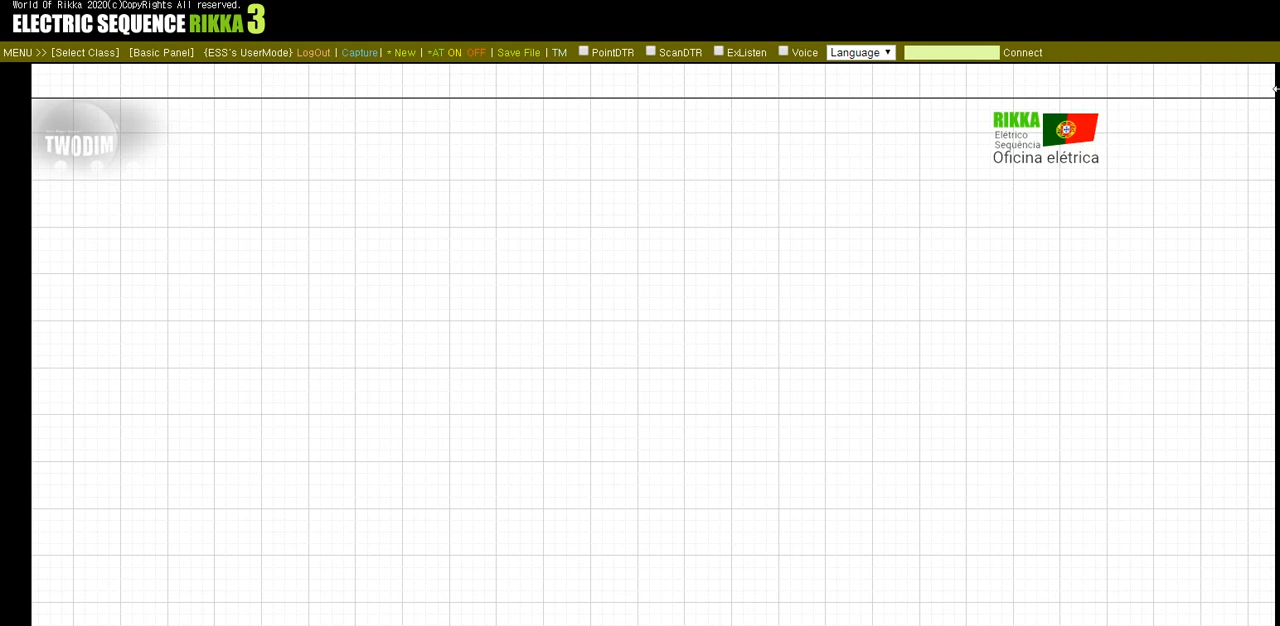 World Of Rikka 2020(c)CopyRights All reserved.
ELECTRIC SEQUENCE RIKKA 3
MENU >> [Select Class] [Basic Panel] {ESS's UserMode} LogOut | Capture | * New | *AT ON OFF | Save File | TM PointDTR ScanDTR ExListen Voice Language ▼ Connect
TWODIM
RIKKA
Elétrico
Sequência
Oficina elétrica